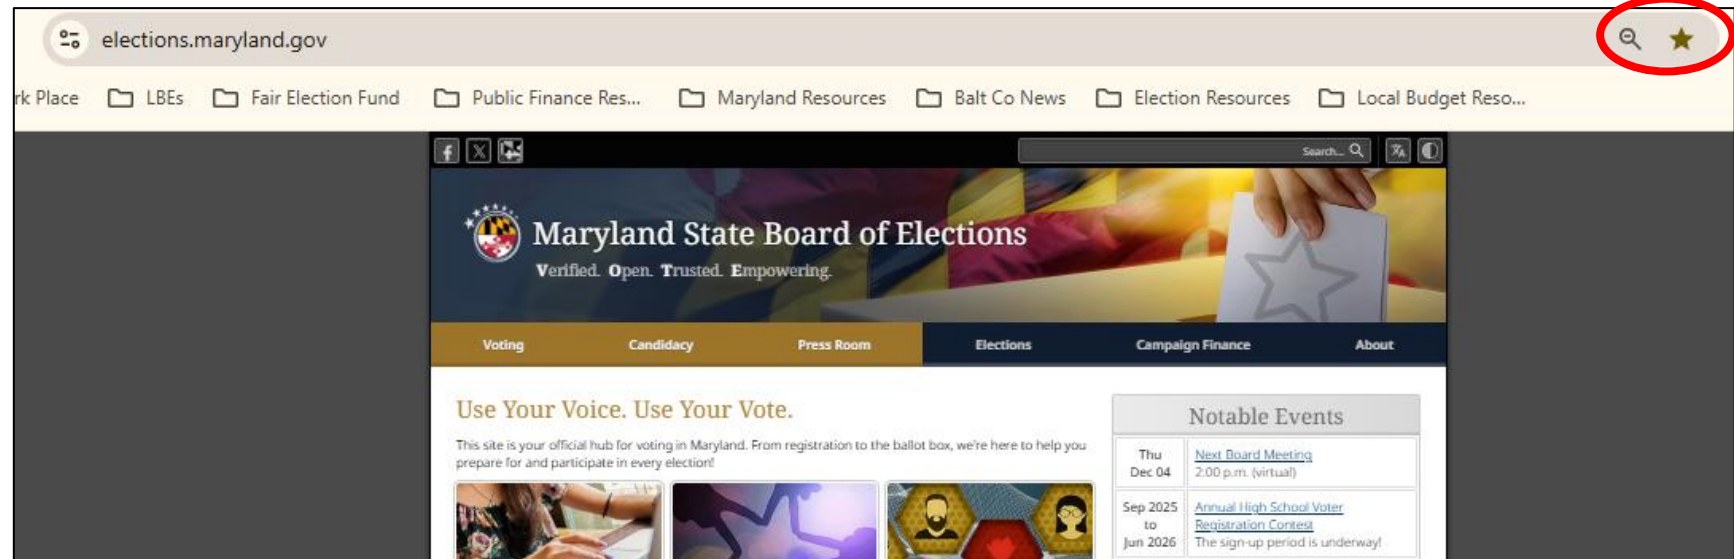 elections.maryland.gov
rk Place LBEs Fair Election Fund Public Finance Res... Maryland Resources Balt Co News Election Resources Local Budget Reso...
Search...
Maryland State Board of Elections
Verified. Open. Trusted. Empowering.
Voting Candidacy Press Room Elections Campaign Finance About
Use Your Voice. Use Your Vote.
This site is your official hub for voting in Maryland. From registration to the ballot box, we're here to help you
prepare for and participate in every election!
Notable Events
Thu
Dec 04
Next Board Meeting
2:00 p.m. (virtual)
Sep 2025
to
Jun 2026
Annual High School Voter
Registration Contest
The sign-up period is underway!